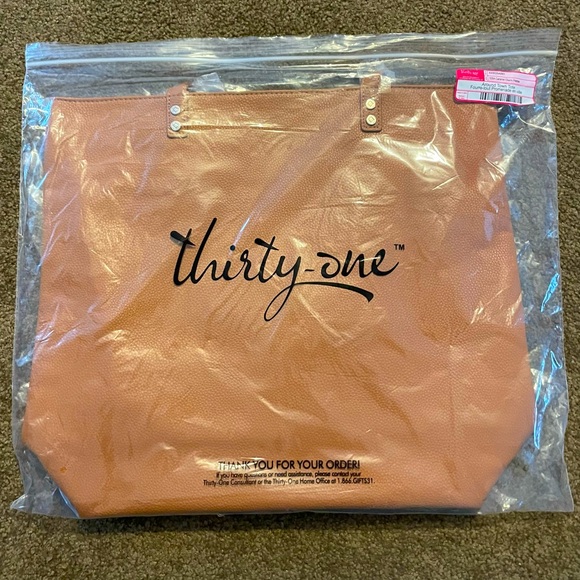 thirty-one™
THANK YOU FOR YOUR ORDER!
If you have questions or need assistance, please contact your
Thirty-One Consultant or the Thirty-One Home Office at 1.866.GIFTS31.